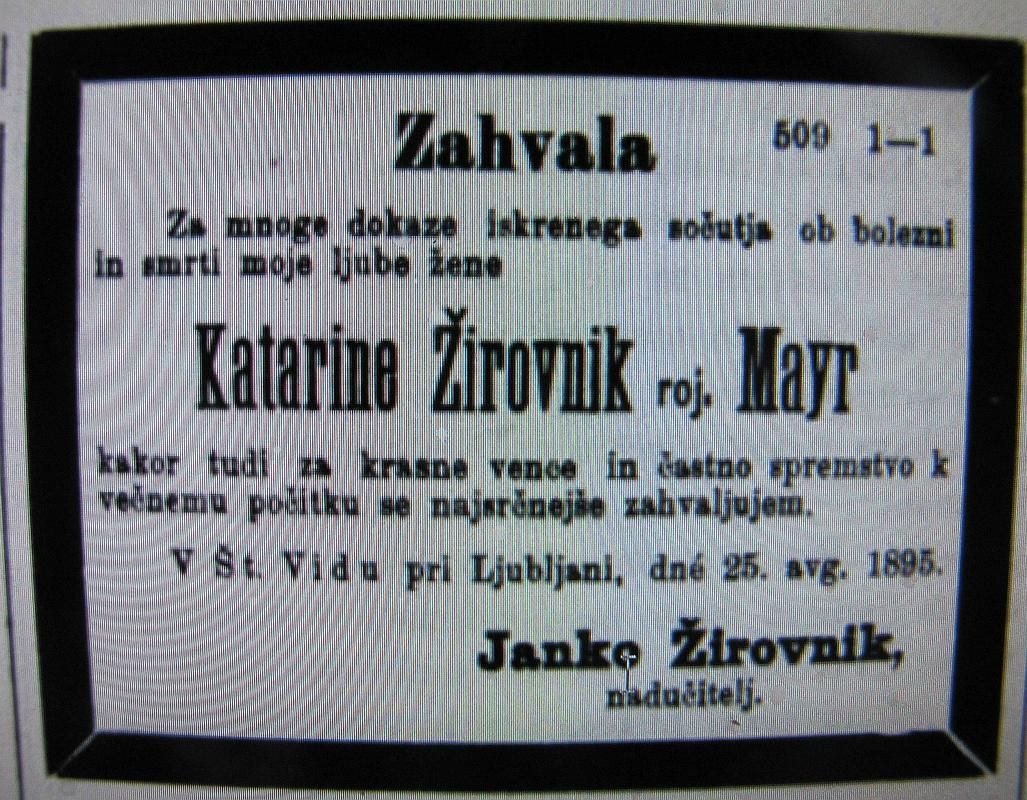 Zahvala 509 1—1
Za mnoge dokaze iskrenega sočutja ob bolezni
in smrti moje ljube žene
Katarine Žirovnik roj. Mayr
kakor tudi za krasne vence in častno spremstvo k
večnemu počitku se najsrčnejše zahvaljujem.
V Št. Vidu pri Ljubljani, dné 25. avg. 1895.
Janko Žirovnik,
nadučitelj.